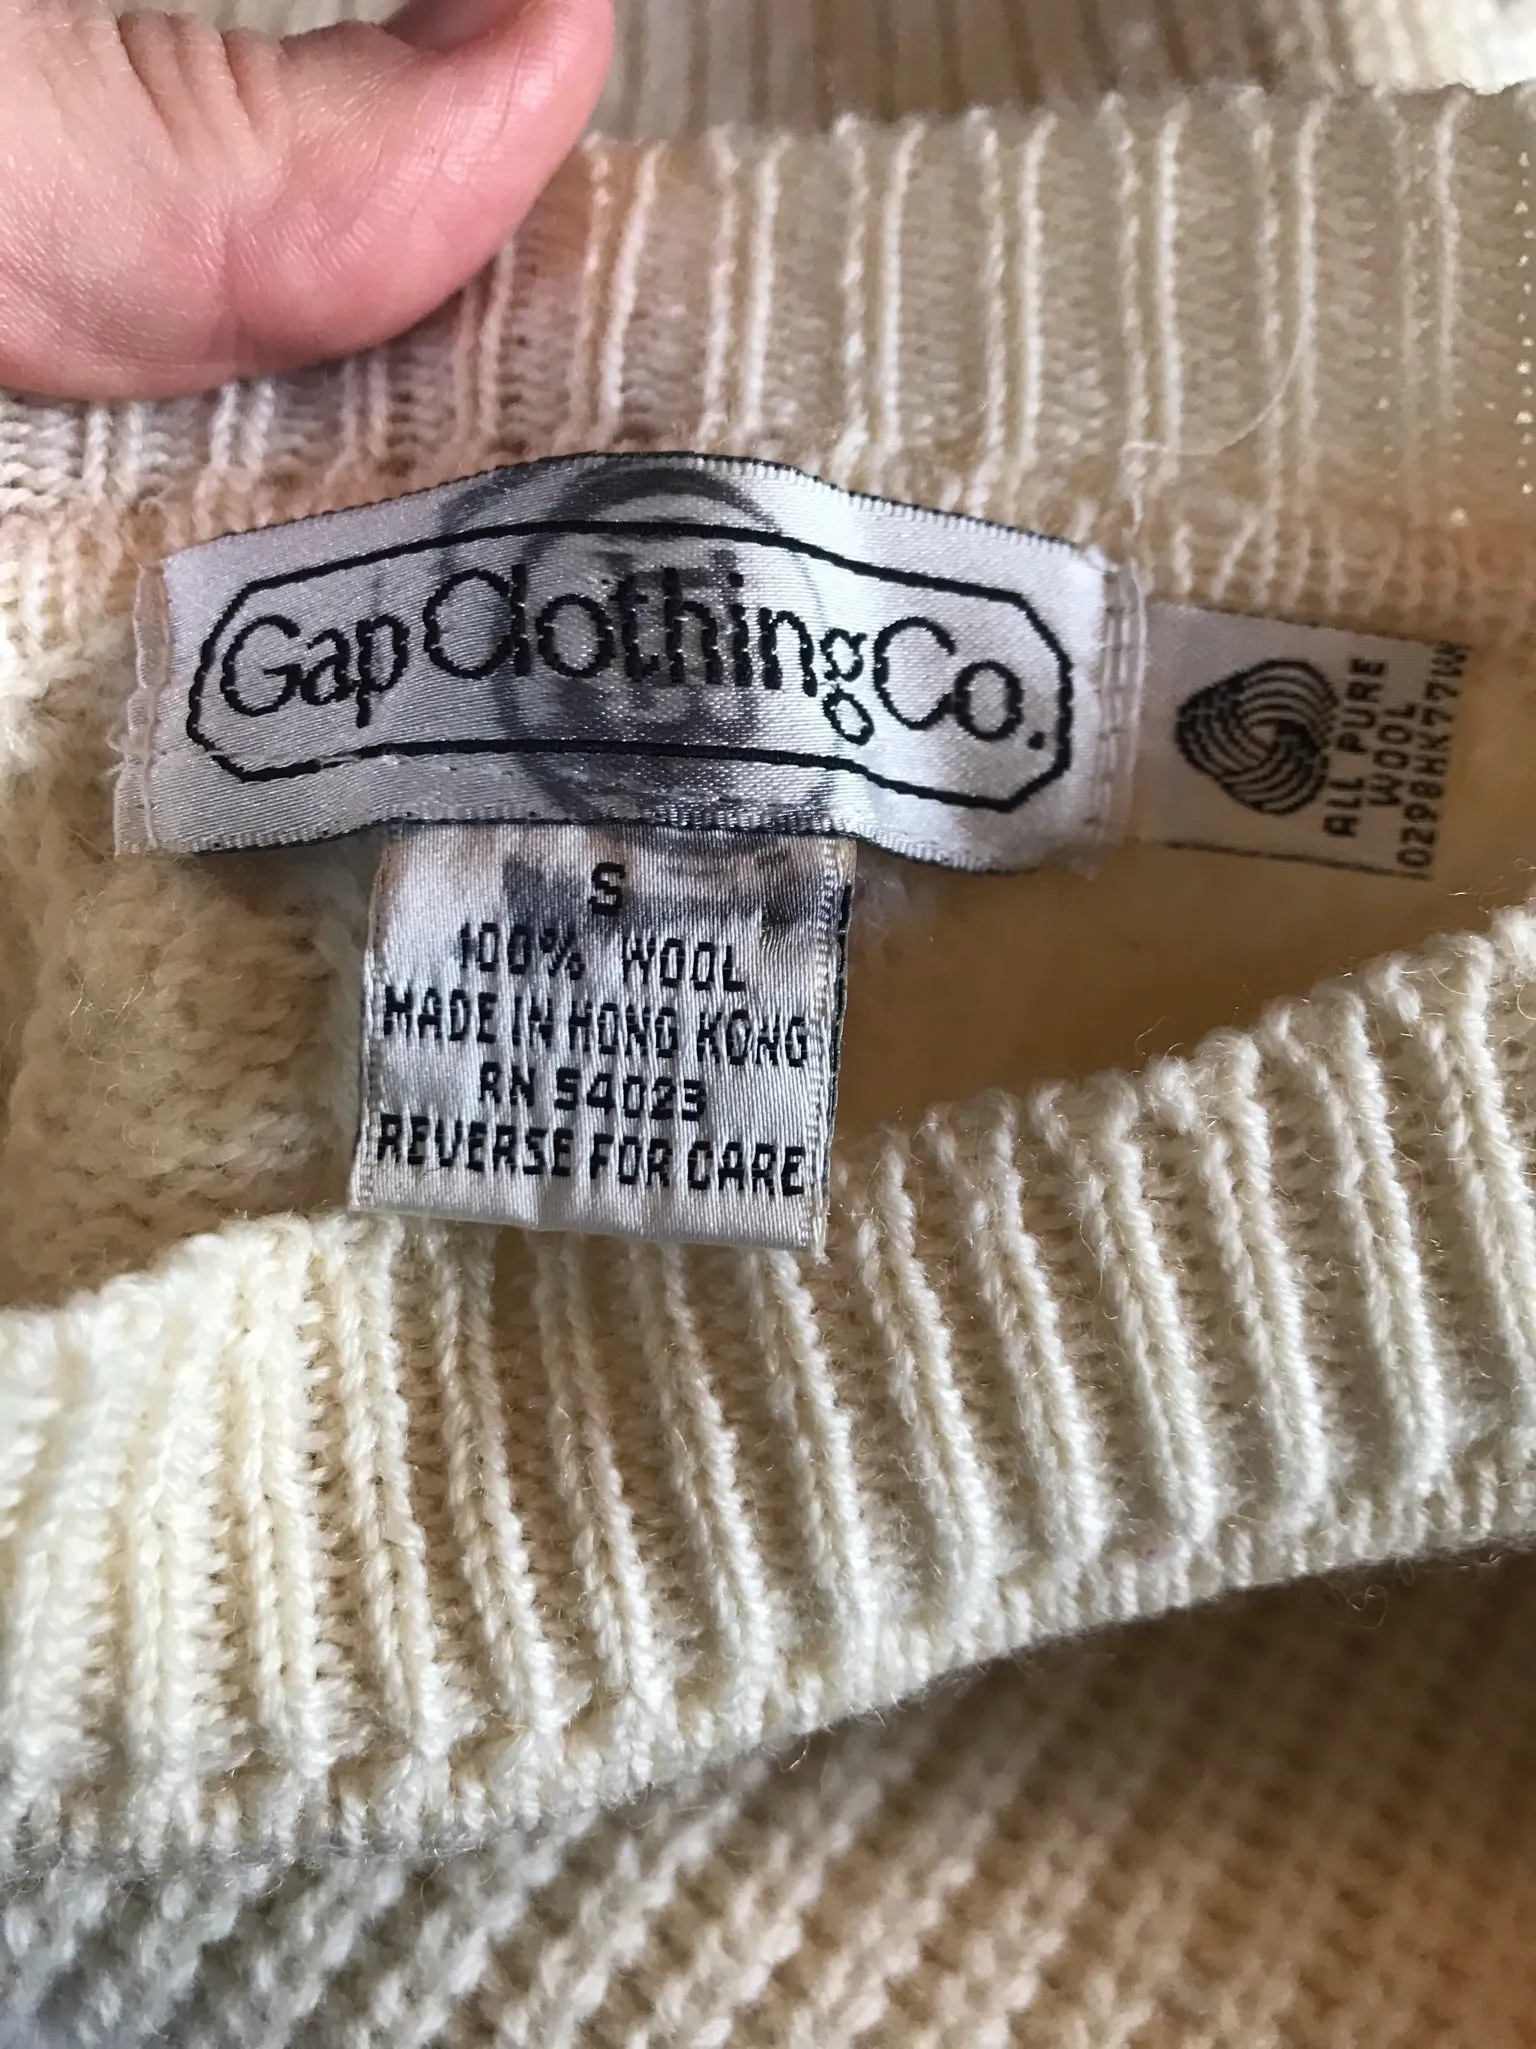 Gap Clothing Co.
S
100% WOOL
MADE IN HONG KONG
RN 54023
REVERSE FOR CARE
ALL PURE
WOOL
0298HK77W